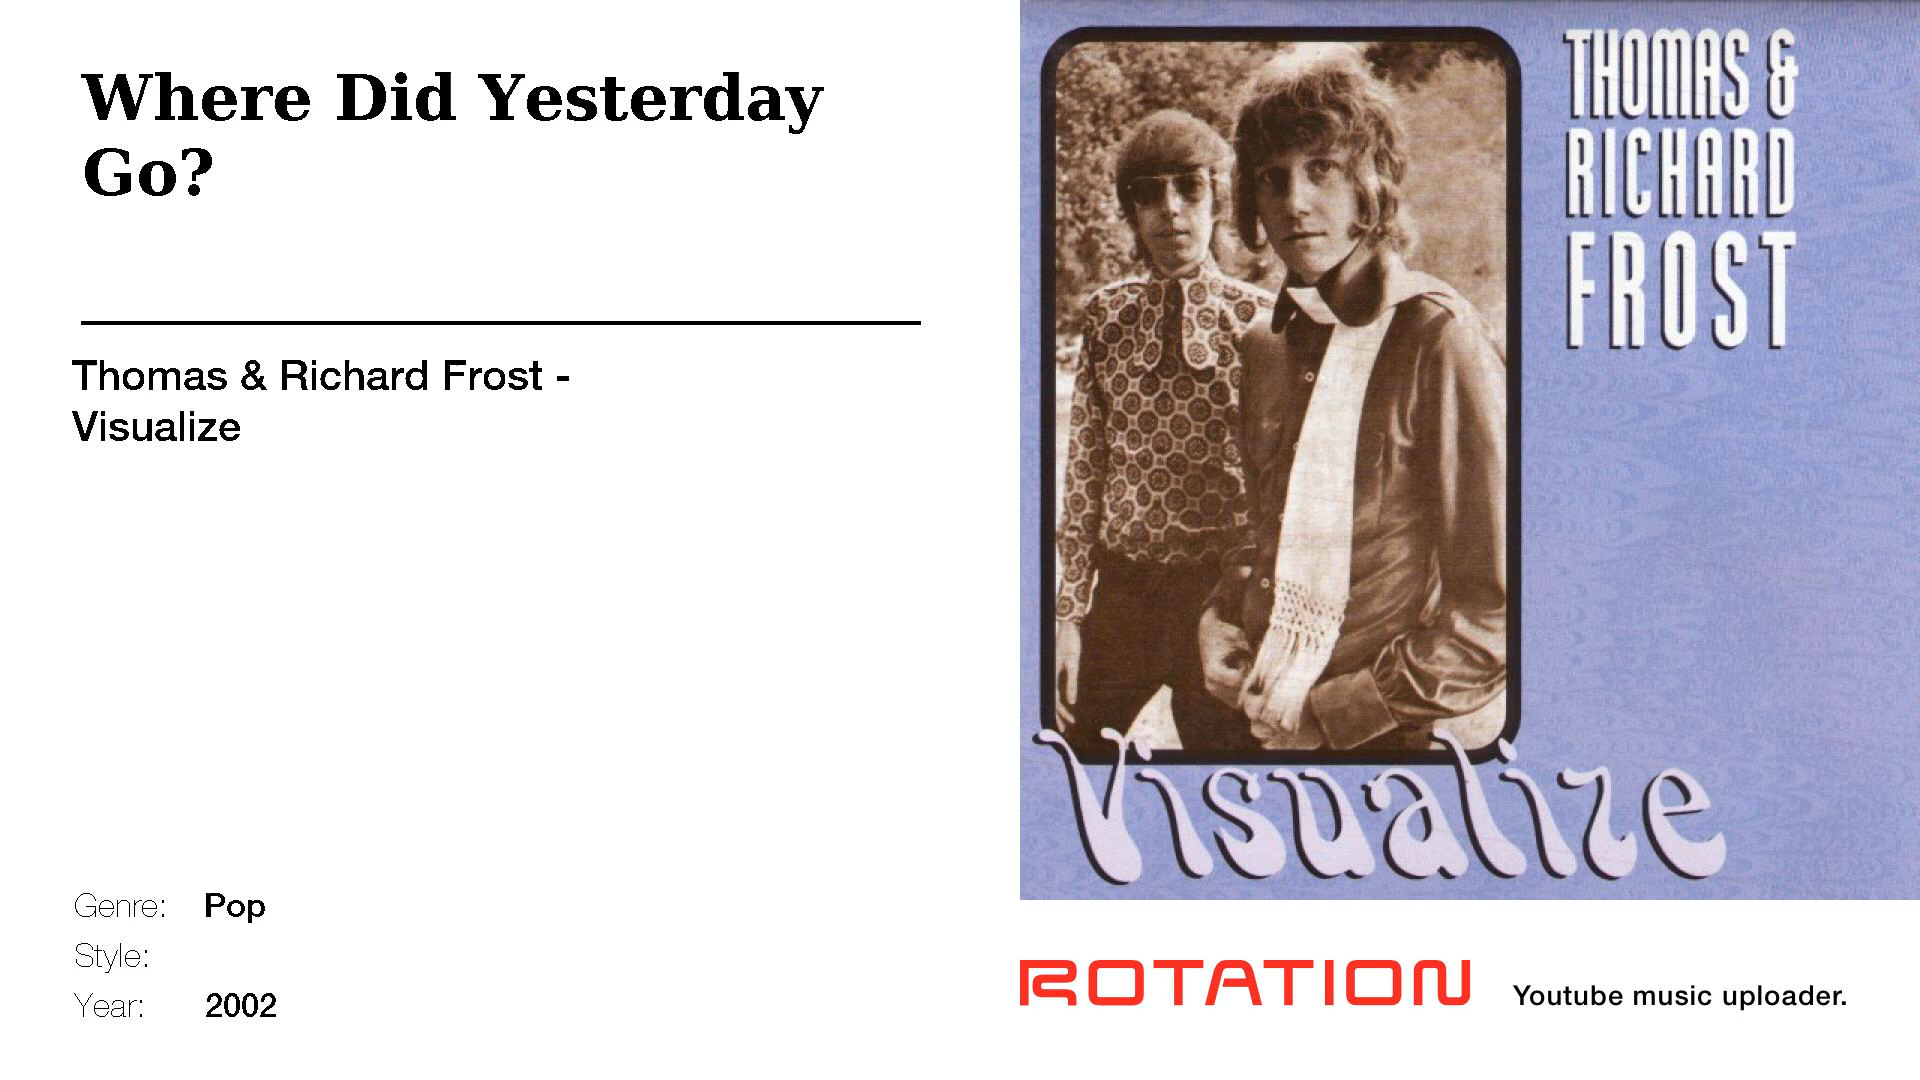 Where Did Yesterday
Go?
Thomas & Richard Frost -
Visualize
Genre: Pop
Style:
Year: 2002
THOMAS &
RICHARD
FROST
Visualize
ROTATION Youtube music uploader.